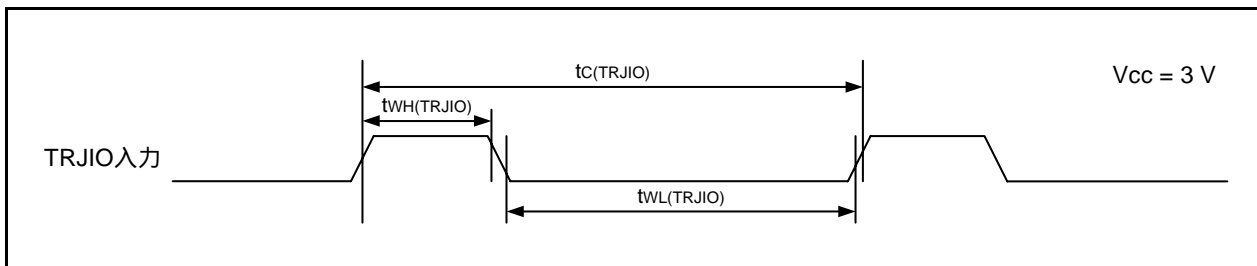 tC(TRJIO)
Vcc = 3 V
tWH(TRJIO)
TRJIO入力
tWL(TRJIO)